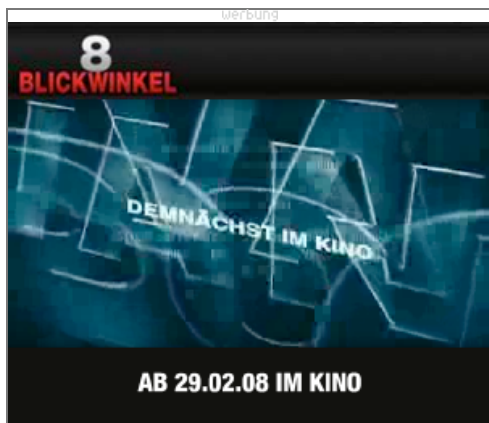 Werbung
8
BLICKWINKEL
DEMNÄCHST IM KINO
AB 29.02.08 IM KINO